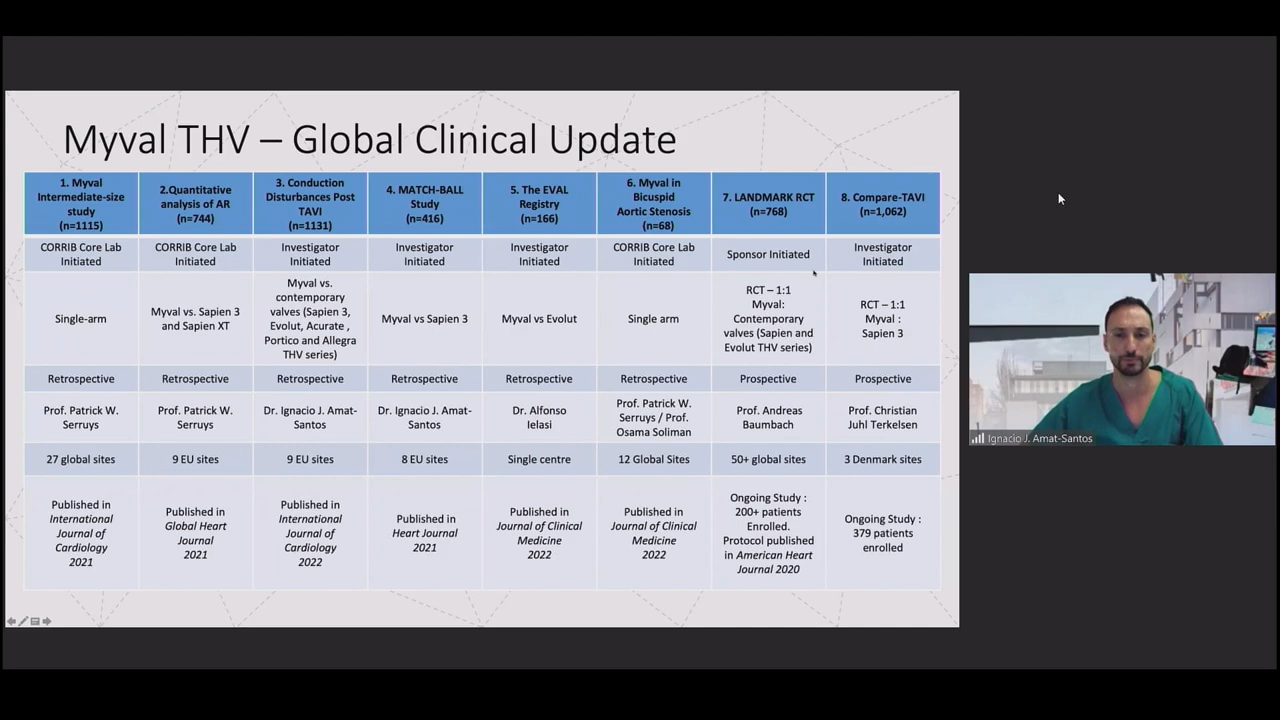 Myval THV – Global Clinical Update
1. Myval
Intermediate-size
study
(n=1115)
2.Quantitative
analysis of AR
(n=744)
3. Conduction
Disturbances Post
TAVI
(n=1131)
4. MATCH-BALL
Study
(n=416)
5. The EVAL
Registry
(n=166)
6. Myval in
Bicuspid
Aortic Stenosis
(n=68)
7. LANDMARK RCT
(n=768)
8. Compare-TAVI
(n=1,062)
CORRIB Core Lab
Initiated
CORRIB Core Lab
Initiated
Investigator
Initiated
Investigator
Initiated
Investigator
Initiated
CORRIB Core Lab
Initiated
Sponsor Initiated
Investigator
Initiated
Single-arm
Myval vs. Sapien 3
and Sapien XT
Myval vs.
contemporary
valves (Sapien 3,
Evolut, Acurate ,
Portico and Allegra
THV series)
Myval vs Sapien 3
Myval vs Evolut
Single arm
RCT – 1:1
Myval:
Contemporary
valves (Sapien and
Evolut THV series)
RCT – 1:1
Myval :
Sapien 3
Retrospective
Retrospective
Retrospective
Retrospective
Retrospective
Retrospective
Prospective
Prospective
Prof. Patrick W.
Serruys
Prof. Patrick W.
Serruys
Dr. Ignacio J. Amat-
Santos
Dr. Ignacio J. Amat-
Santos
Dr. Alfonso
Ielasi
Prof. Patrick W.
Serruys / Prof.
Osama Soliman
Prof. Andreas
Baumbach
Prof. Christian
Juhl Terkelsen
27 global sites
9 EU sites
9 EU sites
8 EU sites
Single centre
12 Global Sites
50+ global sites
3 Denmark sites
Published in
International
Journal of
Cardiology
2021
Published in
Global Heart
Journal
2021
Published in
International
Journal of
Cardiology
2022
Published in
Heart Journal
2021
Published in
Journal of Clinical
Medicine
2022
Published in
Journal of Clinical
Medicine
2022
Ongoing Study :
200+ patients
Enrolled.
Protocol published
in American Heart
Journal 2020
Ongoing Study :
379 patients
enrolled
Ignacio J. Amat-Santos